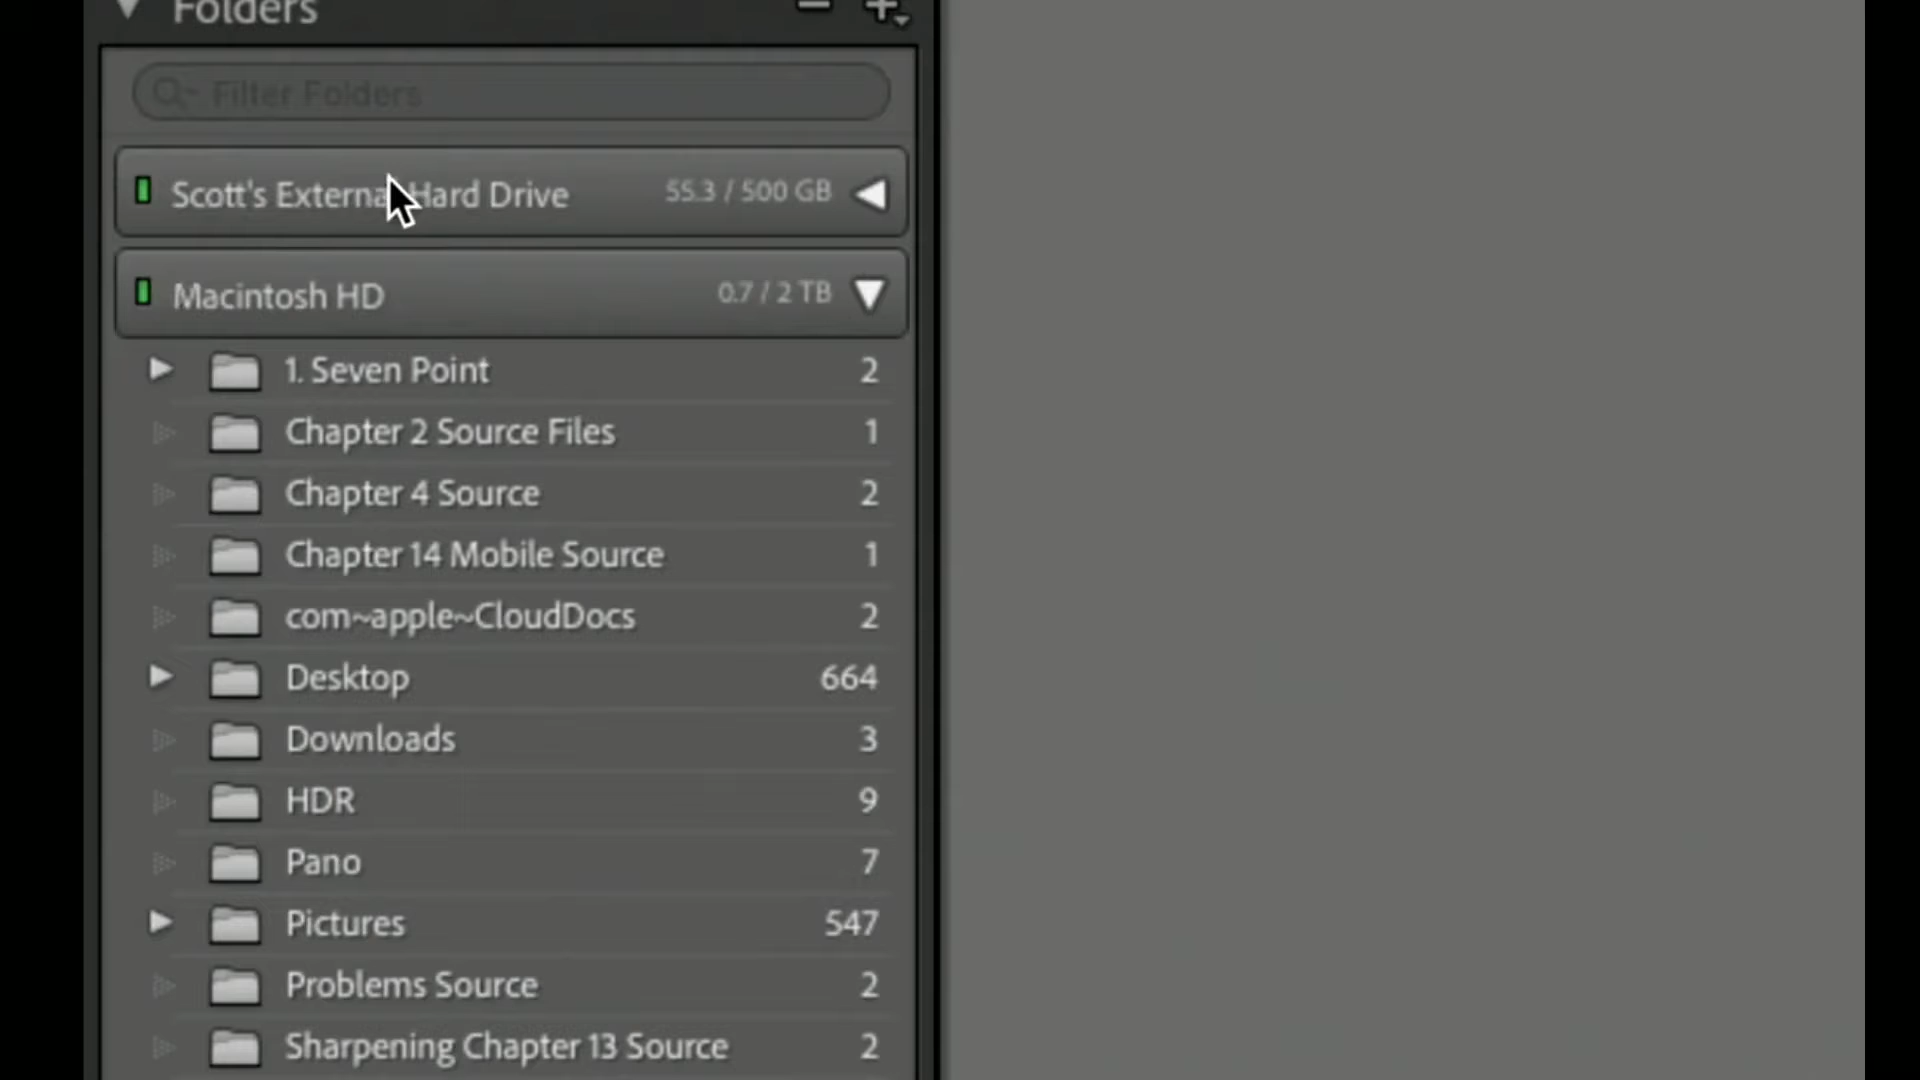 Folders
Filter Folders
Scott's External Hard Drive 55.3 / 500 GB
Macintosh HD 0.7 / 2 TB
1. Seven Point 2
Chapter 2 Source Files 1
Chapter 4 Source 2
Chapter 14 Mobile Source 1
com~apple~CloudDocs 2
Desktop 664
Downloads 3
HDR 9
Pano 7
Pictures 547
Problems Source 2
Sharpening Chapter 13 Source 2